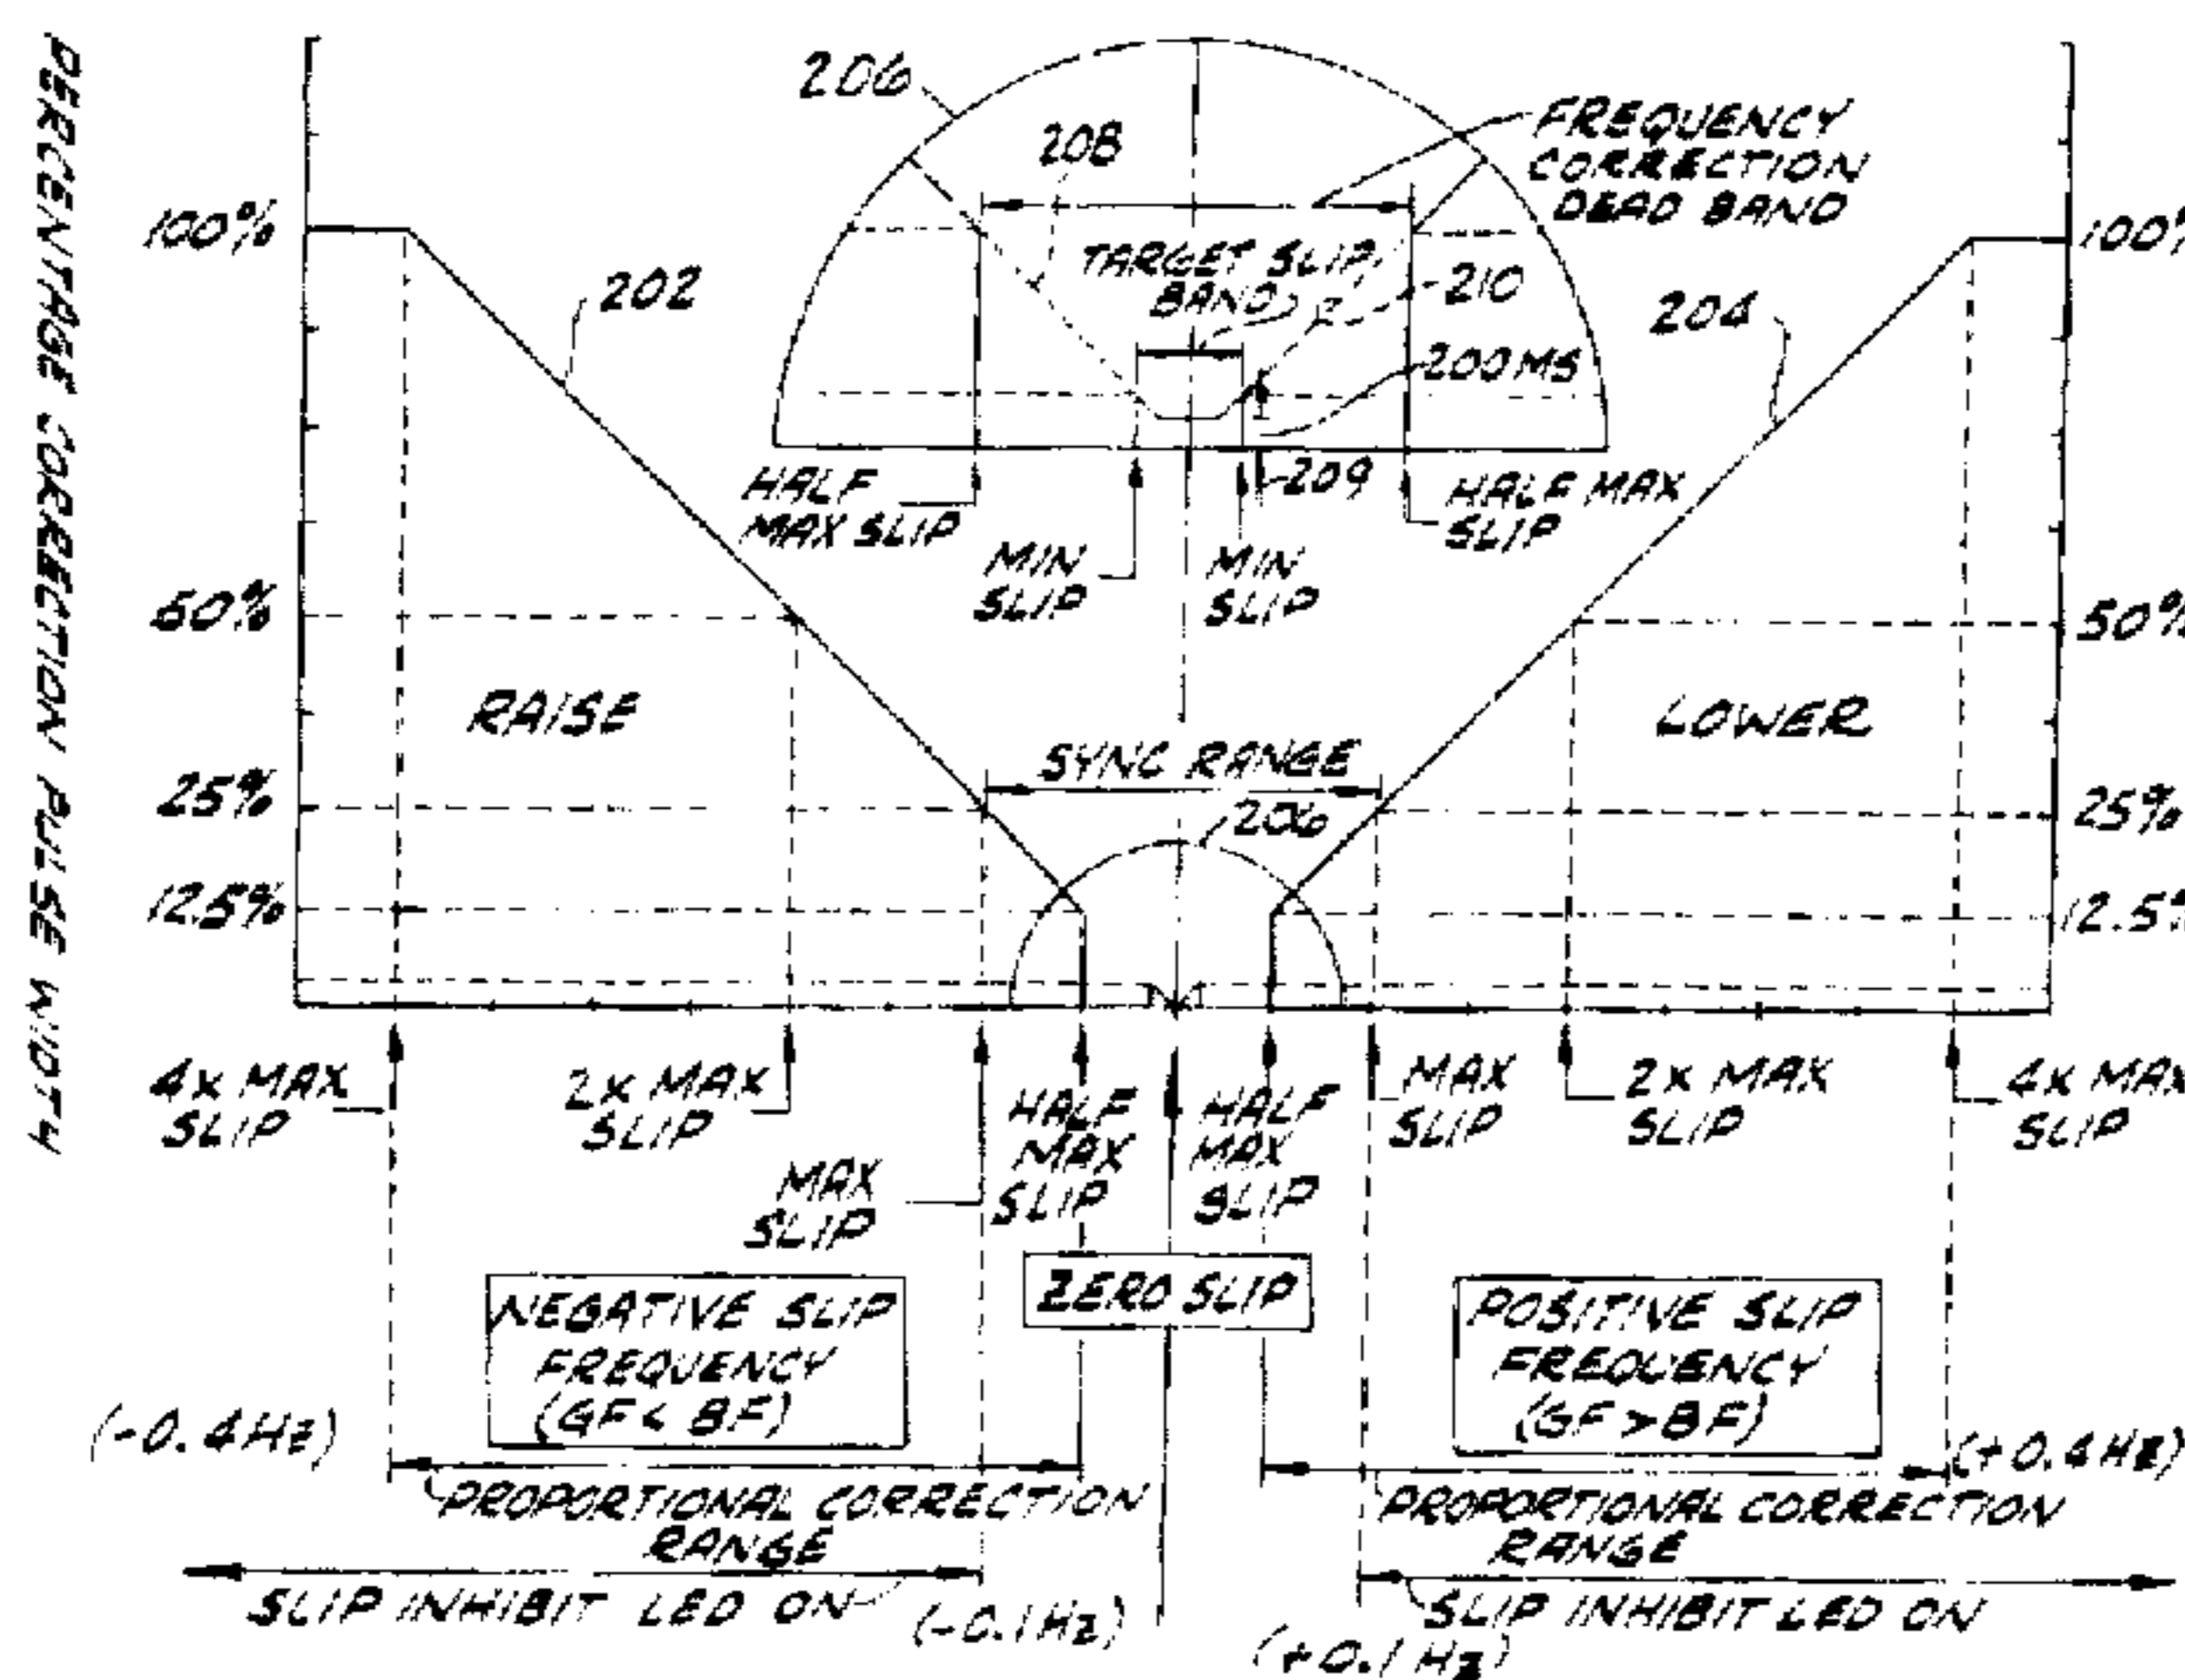 PERCENTAGE CORRECTION PULSE WIDTH
206
208
FREQUENCY
CORRECTION
DEAD BAND
100%
100%
202
TARGET SLIP
BAND
210
204
200 MS
HALF
MAX SLIP
209
HALF MAX
SLIP
MIN
SLIP
MIN
SLIP
50%
50%
RAISE
LOWER
SYNC RANGE
25%
206
25%
12.5%
12.5%
4X MAX
SLIP
2X MAX
SLIP
MAX
SLIP
HALF
MAX
SLIP
HALF
MAX
SLIP
MAX
SLIP
2X MAX
SLIP
4X MAX
SLIP
ZERO SLIP
NEGATIVE SLIP
FREQUENCY
(GF < BF)
POSITIVE SLIP
FREQUENCY
(GF > BF)
(-0.4 Hz)
(+0.4 Hz)
PROPORTIONAL CORRECTION
RANGE
PROPORTIONAL CORRECTION
RANGE
SLIP INHIBIT LED ON
(-0.1 Hz)
(+0.1 Hz)
SLIP INHIBIT LED ON